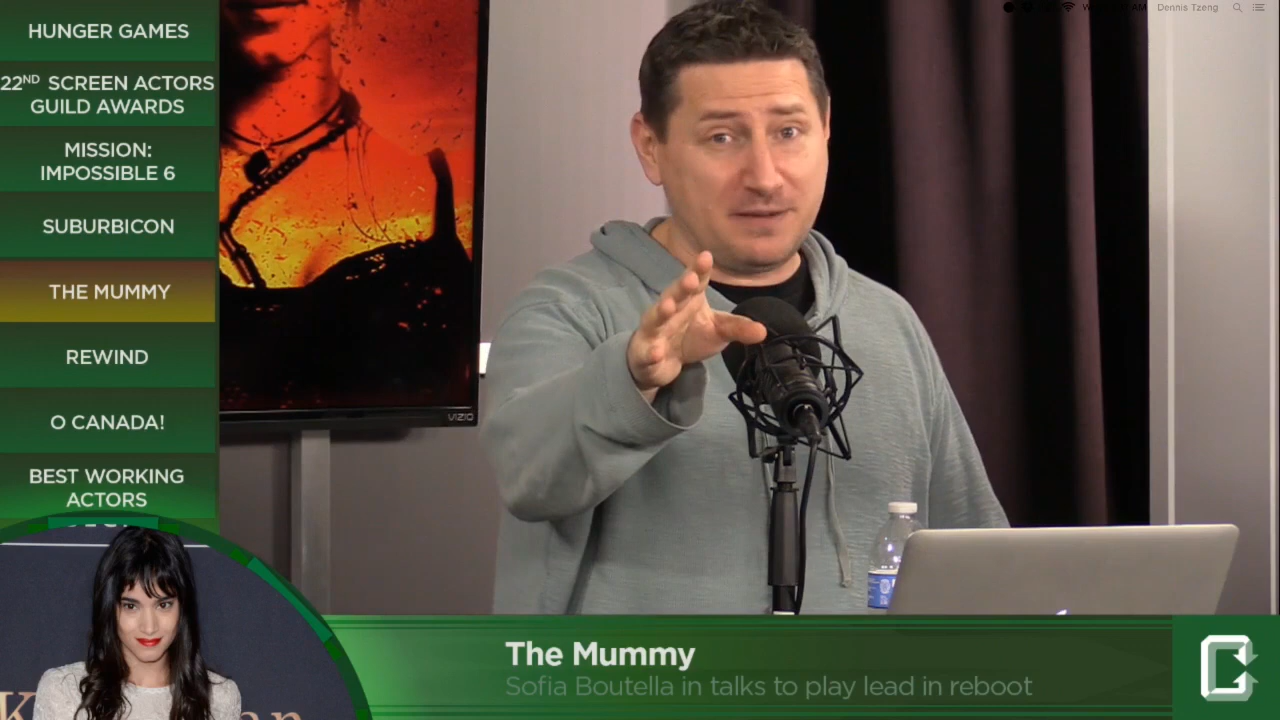 HUNGER GAMES
22ND SCREEN ACTORS
GUILD AWARDS
MISSION:
IMPOSSIBLE 6
SUBURBICON
THE MUMMY
REWIND
O CANADA!
BEST WORKING
ACTORS
VIZIO
Dennis Tzeng
The Mummy
Sofia Boutella in talks to play lead in reboot